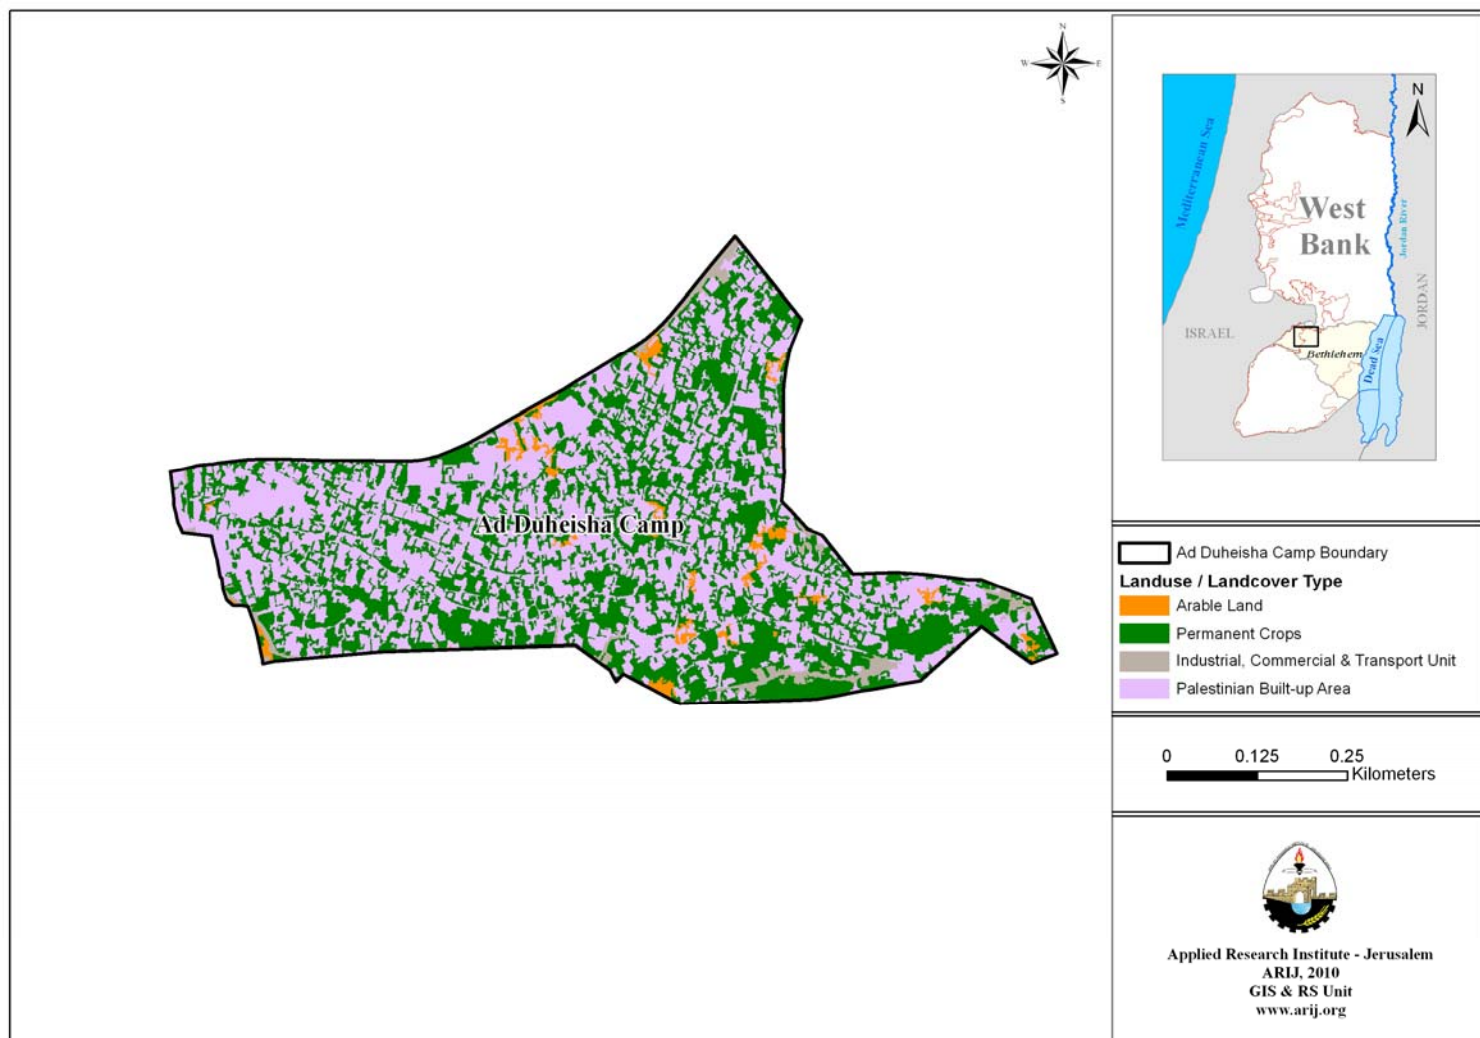 N
W
E
S
Ad Duheisha Camp
N
Mediterranean Sea
West
Bank
Jordan River
JORDAN
ISRAEL
Bethlehem
Dead Sea
Ad Duheisha Camp Boundary
Landuse / Landcover Type
Arable Land
Permanent Crops
Industrial, Commercial & Transport Unit
Palestinian Built-up Area
0 0.125 0.25
Kilometers
Applied Research Institute - Jerusalem
ARIJ, 2010
GIS & RS Unit
www.arij.org